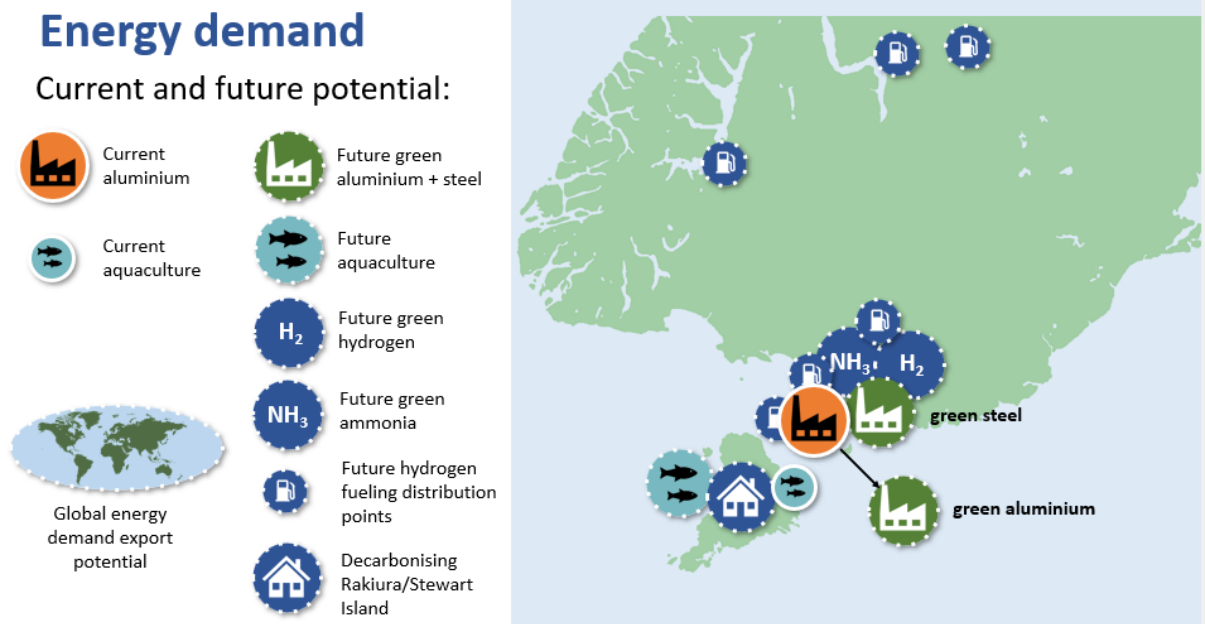 Energy demand
Current and future potential:
Current
aluminium
Future green
aluminium + steel
Current
aquaculture
Future
aquaculture
H₂
Future green
hydrogen
NH₃
Future green
ammonia
Future hydrogen
fueling distribution
points
Global energy
demand export
potential
Decarbonising
Rakiura/Stewart
Island
NH₃
H₂
green steel
green aluminium